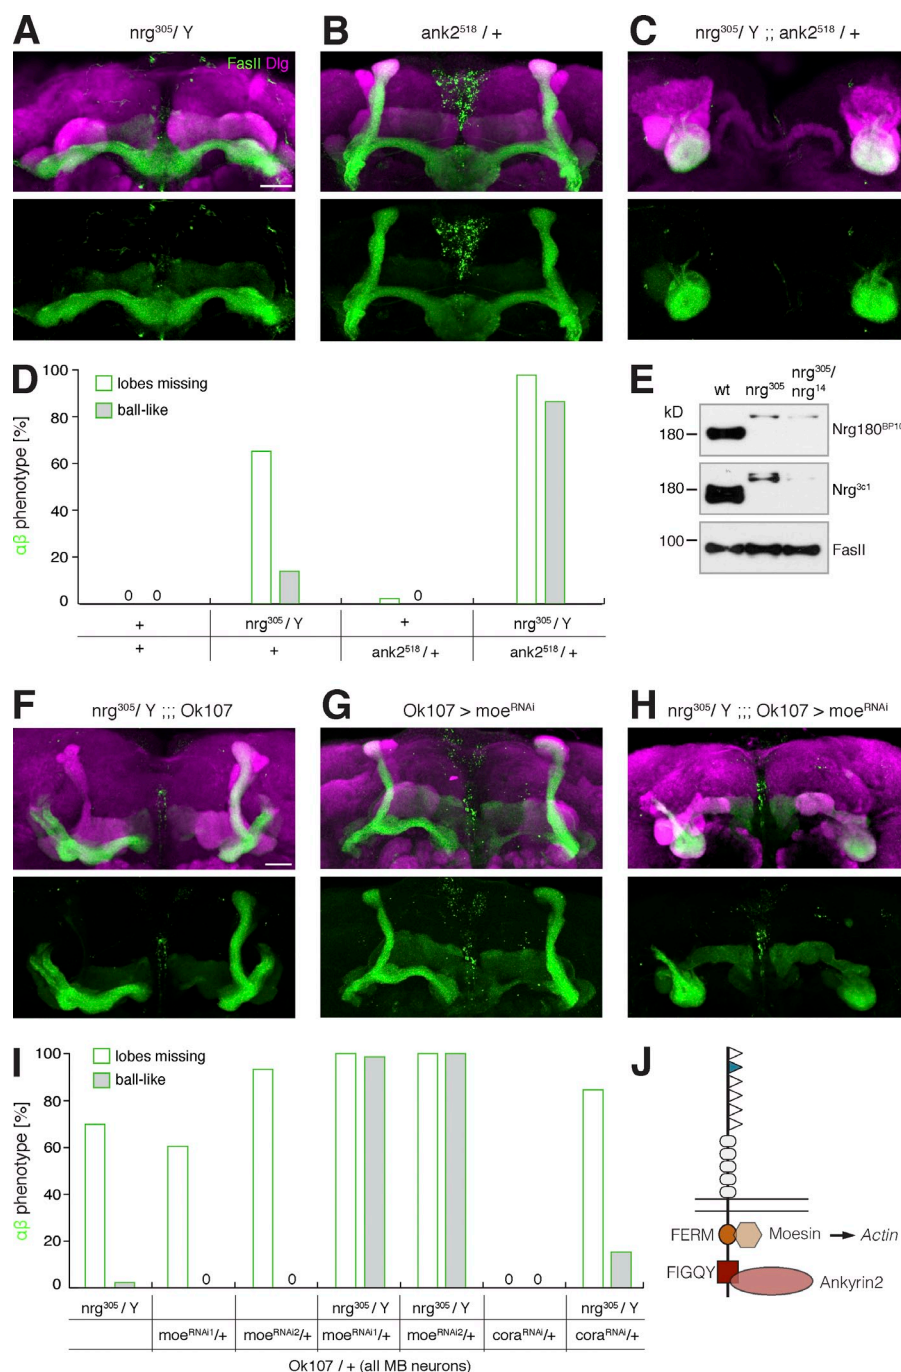 A nrg³⁰⁵/ Y
FasII Dlg
B ank2⁵¹⁸ / +
C nrg³⁰⁵/ Y ;; ank2⁵¹⁸ / +
D
αβ phenotype [%]
100
80
60
40
20
0
lobes missing
ball-like
0 0 0
+ nrg³⁰⁵/ Y + nrg³⁰⁵/ Y
+ + ank2⁵¹⁸/ + ank2⁵¹⁸/ +
E
kD wt nrg³⁰⁵ nrg³⁰⁵/ nrg¹⁴
180 Nrg180ᴮᴾ¹⁰
180 Nrg³ᶜ¹
100 FasII
F nrg³⁰⁵/ Y ;;; Ok107
G Ok107 > moeᴿᴺᴬⁱ
H nrg³⁰⁵/ Y ;;; Ok107 > moeᴿᴺᴬⁱ
I
αβ phenotype [%]
100
80
60
40
20
0
lobes missing
ball-like
0 0 0 0
nrg³⁰⁵/ Y nrg³⁰⁵/ Y nrg³⁰⁵/ Y nrg³⁰⁵/ Y
moeᴿᴺᴬⁱ¹/+ moeᴿᴺᴬⁱ²/+ moeᴿᴺᴬⁱ¹/+ moeᴿᴺᴬⁱ²/+ coraᴿᴺᴬⁱ/+ coraᴿᴺᴬⁱ/+
Ok107 / + (all MB neurons)
J
FERM Moesin Actin
FIGQY Ankyrin2